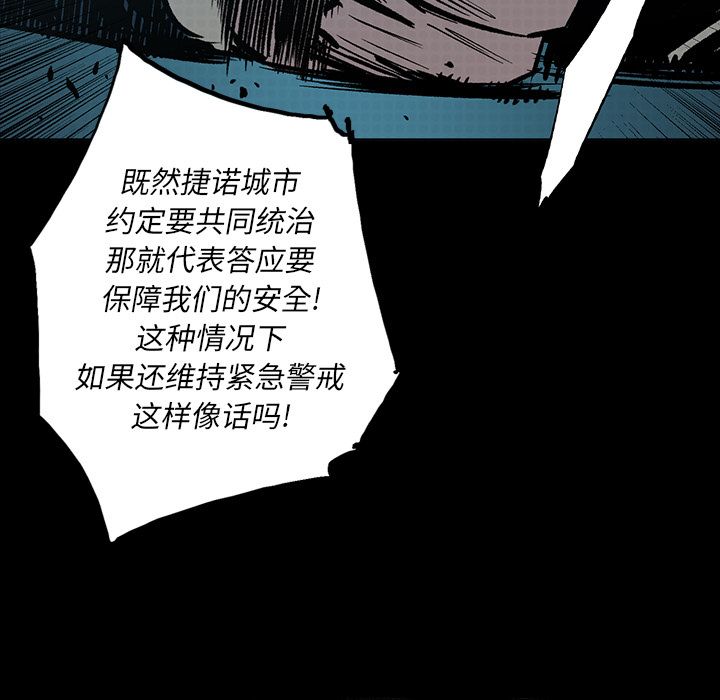 既然捷诺城市
约定要共同统治
那就代表答应要
保障我们的安全!
这种情况下
如果还维持紧急警戒
这样像话吗!